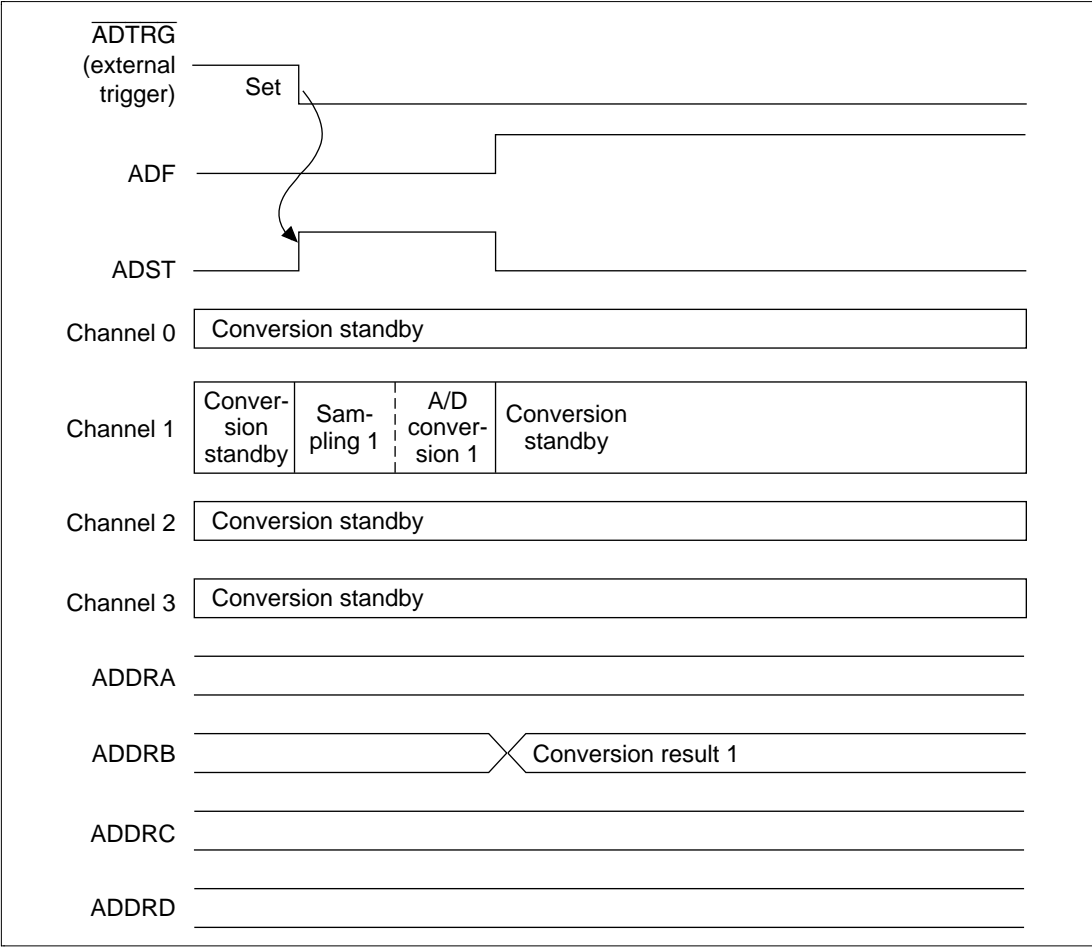 ADTRG
(external
trigger)
Set
ADF
ADST
Channel 0
Conversion standby
Channel 1
Conver-
sion
standby
Sam-
pling 1
A/D
conver-
sion 1
Conversion
standby
Channel 2
Conversion standby
Channel 3
Conversion standby
ADDRA
ADDRB
Conversion result 1
ADDRC
ADDRD